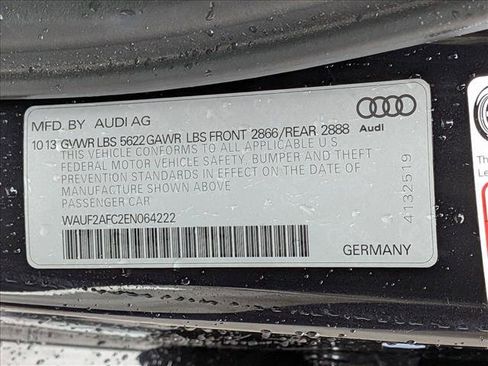 MFD. BY AUDI AG
10 13 GVWR LBS 5622 GAWR LBS FRONT 2866/REAR 2888
THIS VEHICLE CONFORMS TO ALL APPLICABLE U S
FEDERAL MOTOR VEHICLE SAFETY, BUMPER AND THEFT
PREVENTION STANDARDS IN EFFECT ON THE DATE OF
MANUFACTURE SHOWN ABOVE
PASSENGER CAR
WAUF2AFC2EN064222
Audi
4132519
GERMANY
Th
Le